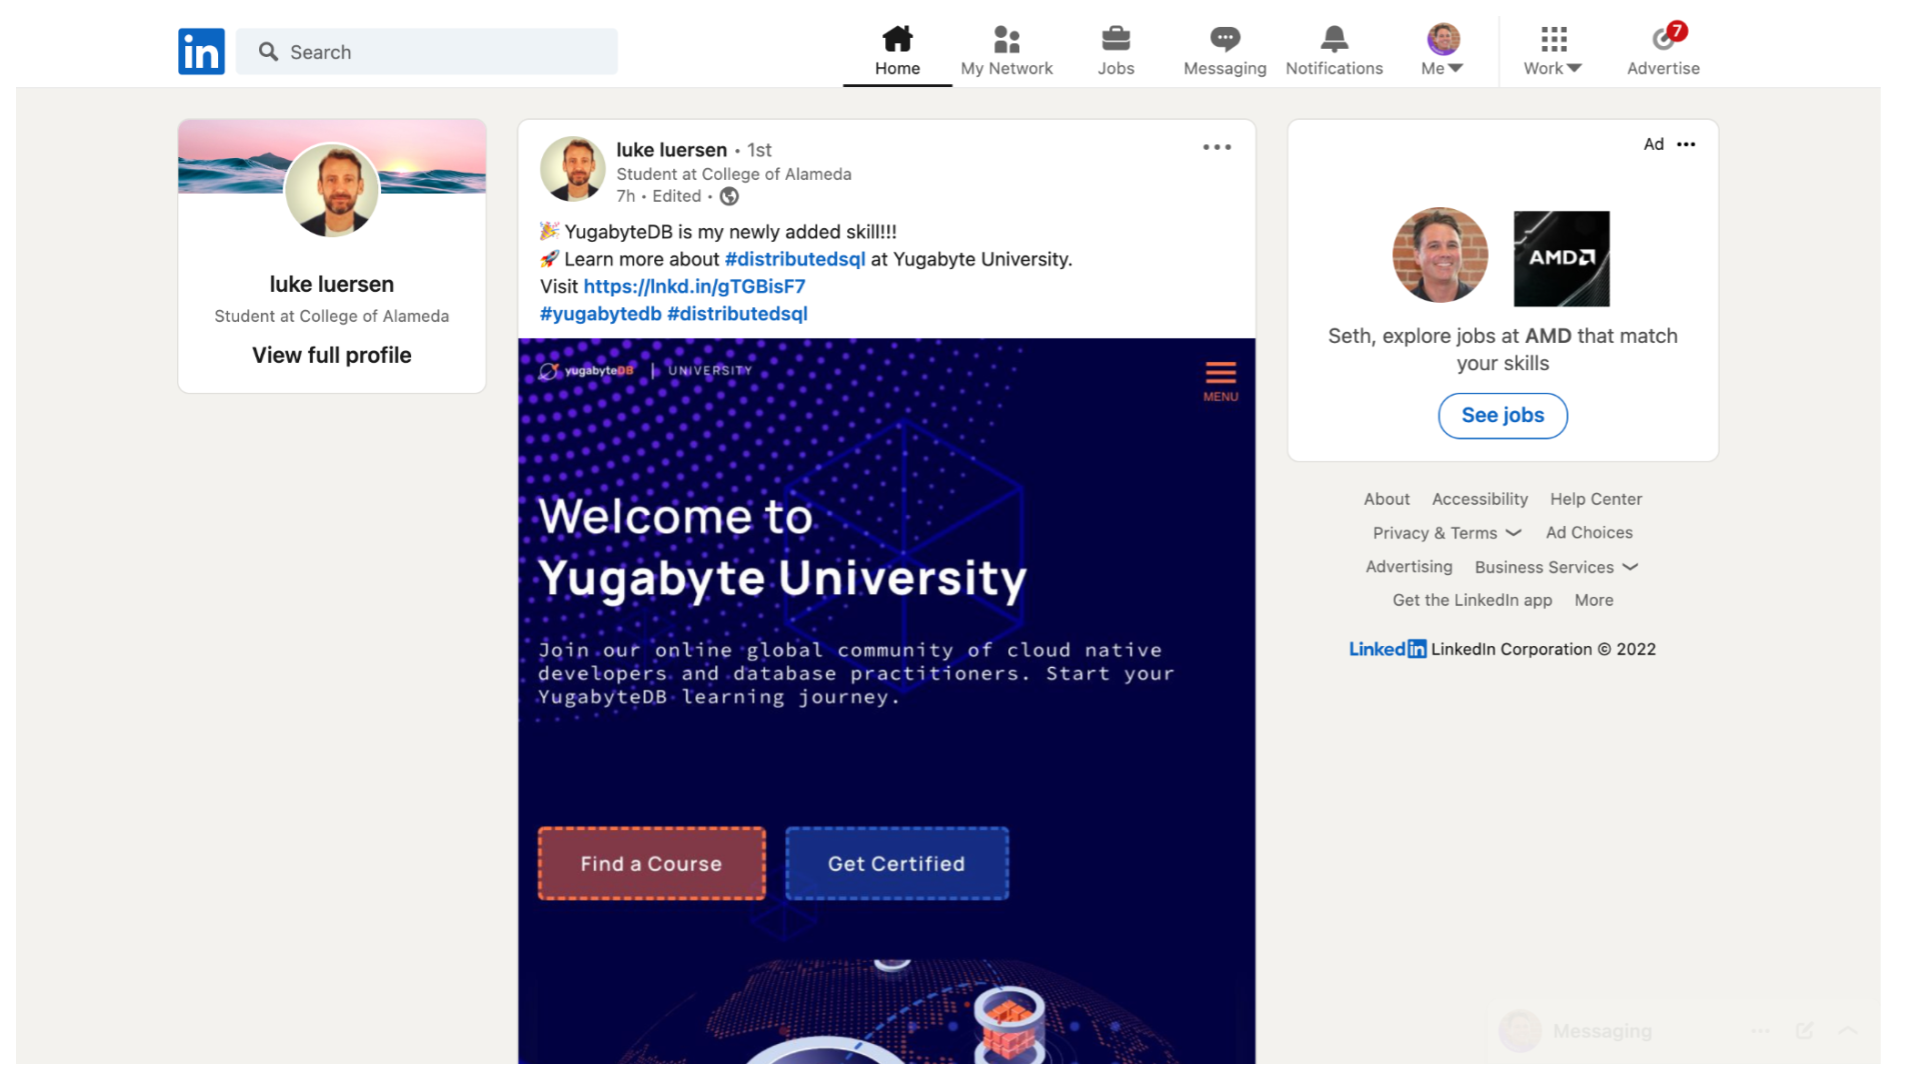 in
Search
Home
My Network
Jobs
Messaging
Notifications
Me
Work
7
Advertise
luke luersen
Student at College of Alameda
View full profile
luke luersen • 1st
Student at College of Alameda
7h • Edited •
🎉 YugabyteDB is my newly added skill!!!
🚀 Learn more about #distributedsql at Yugabyte University.
Visit https://lnkd.in/gTGBisF7
#yugabytedb #distributedsql
yugabyteDB | UNIVERSITY
MENU
Welcome to
Yugabyte University
Join our online global community of cloud native
developers and database practitioners. Start your
YugabyteDB learning journey.
Find a Course
Get Certified
Ad
AMD
Seth, explore jobs at AMD that match
your skills
See jobs
About Accessibility Help Center
Privacy & Terms Ad Choices
Advertising Business Services
Get the LinkedIn app More
LinkedIn LinkedIn Corporation © 2022
Messaging